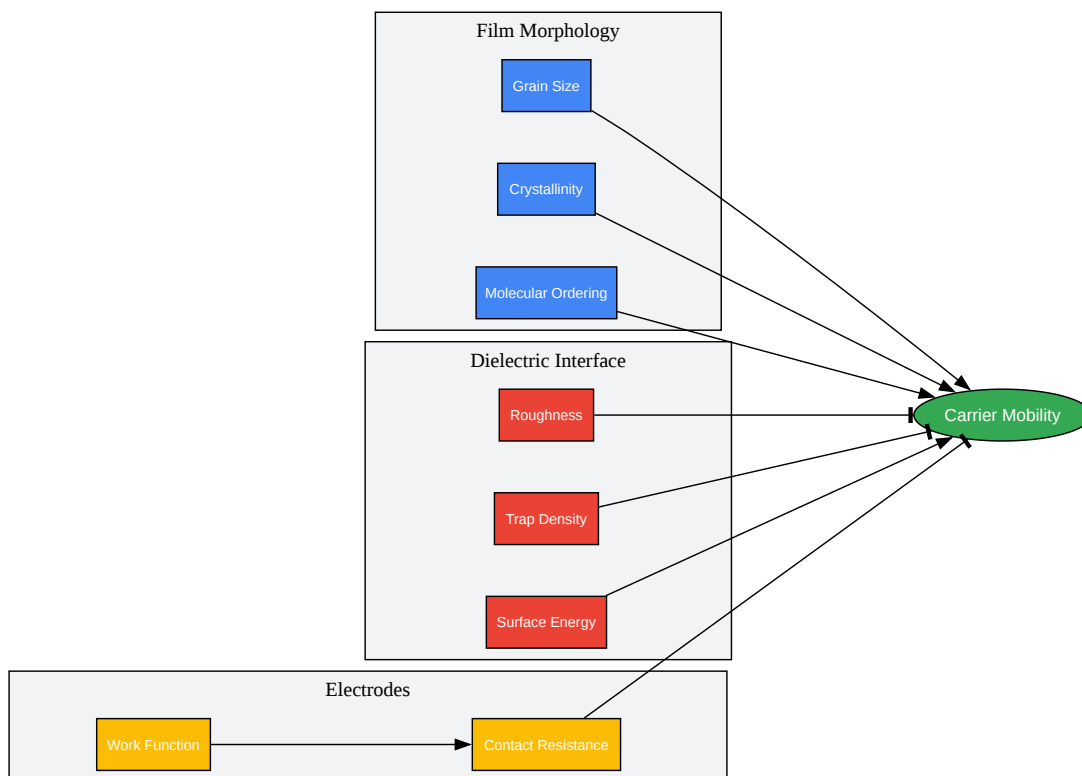 Film Morphology
Grain Size
Crystallinity
Molecular Ordering
Dielectric Interface
Roughness
Carrier Mobility
Trap Density
Surface Energy
Electrodes
Work Function
Contact Resistance